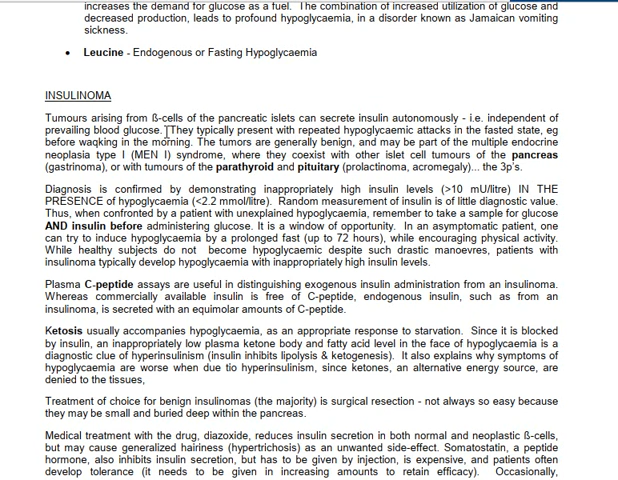 increases the demand for glucose as a fuel. The combination of increased utilization of glucose and
decreased production, leads to profound hypoglycaemia, in a disorder known as Jamaican vomiting
sickness.
• Leucine - Endogenous or Fasting Hypoglycaemia
INSULINOMA
Tumours arising from ß-cells of the pancreatic islets can secrete insulin autonomously - i.e. independent of
prevailing blood glucose. They typically present with repeated hypoglycaemic attacks in the fasted state, eg
before waqking in the morning. The tumors are generally benign, and may be part of the multiple endocrine
neoplasia type I (MEN I) syndrome, where they coexist with other islet cell tumours of the pancreas
(gastrinoma), or with tumours of the parathyroid and pituitary (prolactinoma, acromegaly)... the 3p's.
Diagnosis is confirmed by demonstrating inappropriately high insulin levels (>10 mU/litre) IN THE
PRESENCE of hypoglycaemia (<2.2 mmol/litre). Random measurement of insulin is of little diagnostic value.
Thus, when confronted by a patient with unexplained hypoglycaemia, remember to take a sample for glucose
AND insulin before administering glucose. It is a window of opportunity. In an asymptomatic patient, one
can try to induce hypoglycaemia by a prolonged fast (up to 72 hours), while encouraging physical activity.
While healthy subjects do not become hypoglycaemic despite such drastic manoevres, patients with
insulinoma typically develop hypoglycaemia with inappropriately high insulin levels.
Plasma C-peptide assays are useful in distinguishing exogenous insulin administration from an insulinoma.
Whereas commercially available insulin is free of C-peptide, endogenous insulin, such as from an
insulinoma, is secreted with an equimolar amounts of C-peptide.
Ketosis usually accompanies hypoglycaemia, as an appropriate response to starvation. Since it is blocked
by insulin, an inappropriately low plasma ketone body and fatty acid level in the face of hypoglycaemia is a
diagnostic clue of hyperinsulinism (insulin inhibits lipolysis & ketogenesis). It also explains why symptoms of
hypoglycaemia are worse when due tio hyperinsulinism, since ketones, an alternative energy source, are
denied to the tissues,
Treatment of choice for benign insulinomas (the majority) is surgical resection - not always so easy because
they may be small and buried deep within the pancreas.
Medical treatment with the drug, diazoxide, reduces insulin secretion in both normal and neoplastic ß-cells,
but may cause generalized hairiness (hypertrichosis) as an unwanted side-effect. Somatostatin, a peptide
hormone, also inhibits insulin secretion, but has to be given by injection, is expensive, and patients often
develop tolerance (it needs to be given in increasing amounts to retain efficacy). Occasionally,